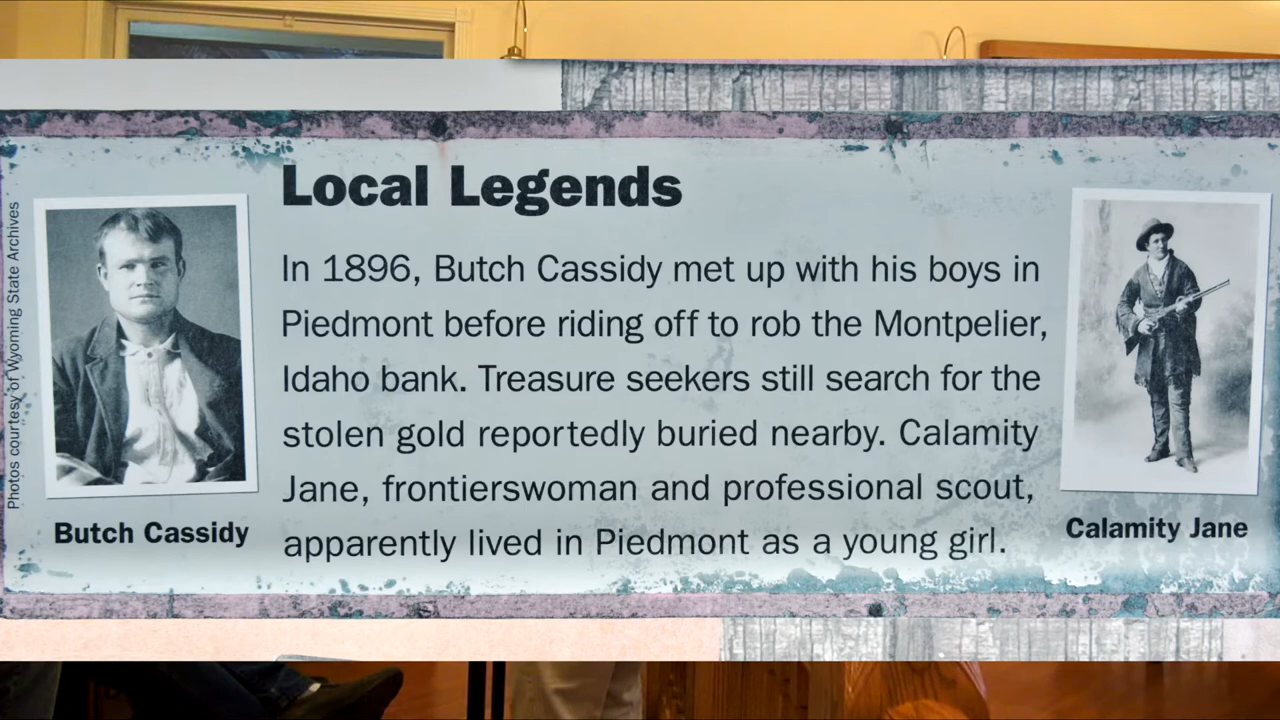 Local Legends
In 1896, Butch Cassidy met up with his boys in
Piedmont before riding off to rob the Montpelier,
Idaho bank. Treasure seekers still search for the
stolen gold reportedly buried nearby. Calamity
Jane, frontierswoman and professional scout,
apparently lived in Piedmont as a young girl.
Photos courtesy of Wyoming State Archives
Butch Cassidy
Calamity Jane